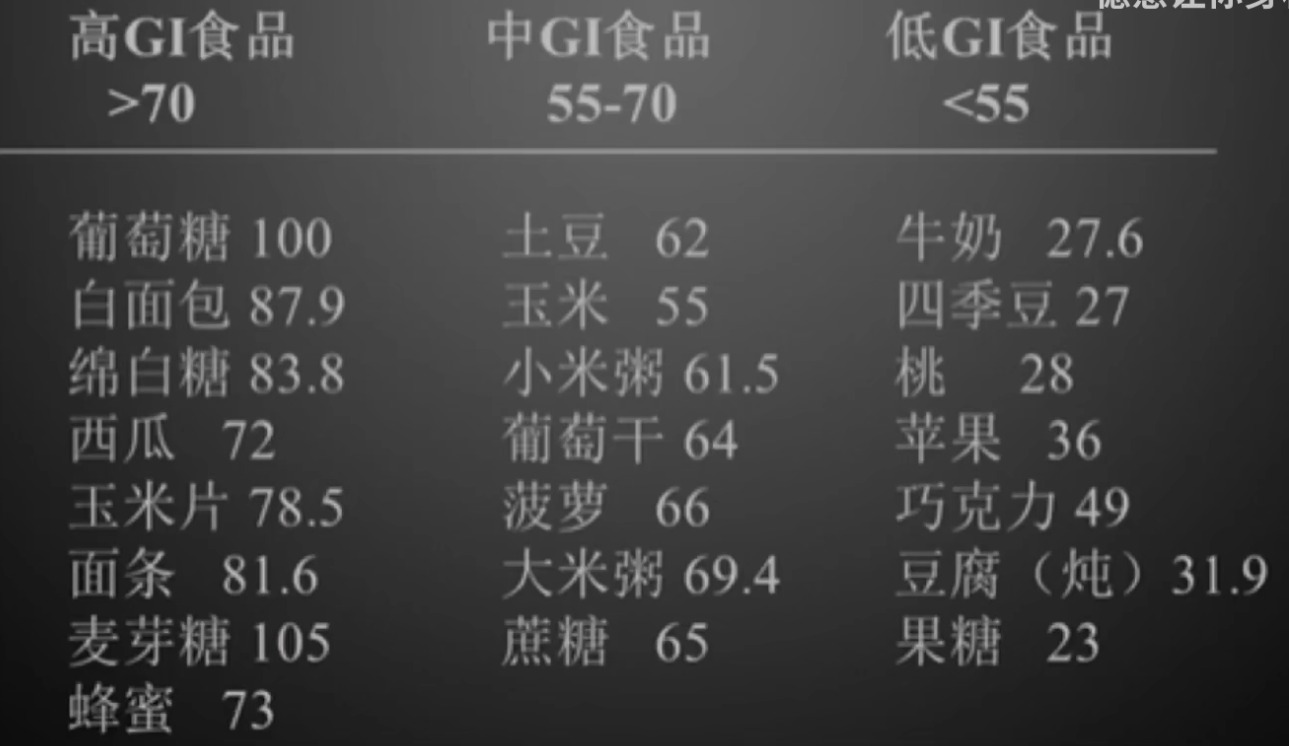 高GI食品 中GI食品 低GI食品
>70 55-70 <55
葡萄糖 100 土豆 62 牛奶 27.6
白面包 87.9 玉米 55 四季豆 27
绵白糖 83.8 小米粥 61.5 桃 28
西瓜 72 葡萄干 64 苹果 36
玉米片 78.5 菠萝 66 巧克力 49
面条 81.6 大米粥 69.4 豆腐（炖）31.9
麦芽糖 105 蔗糖 65 果糖 23
蜂蜜 73